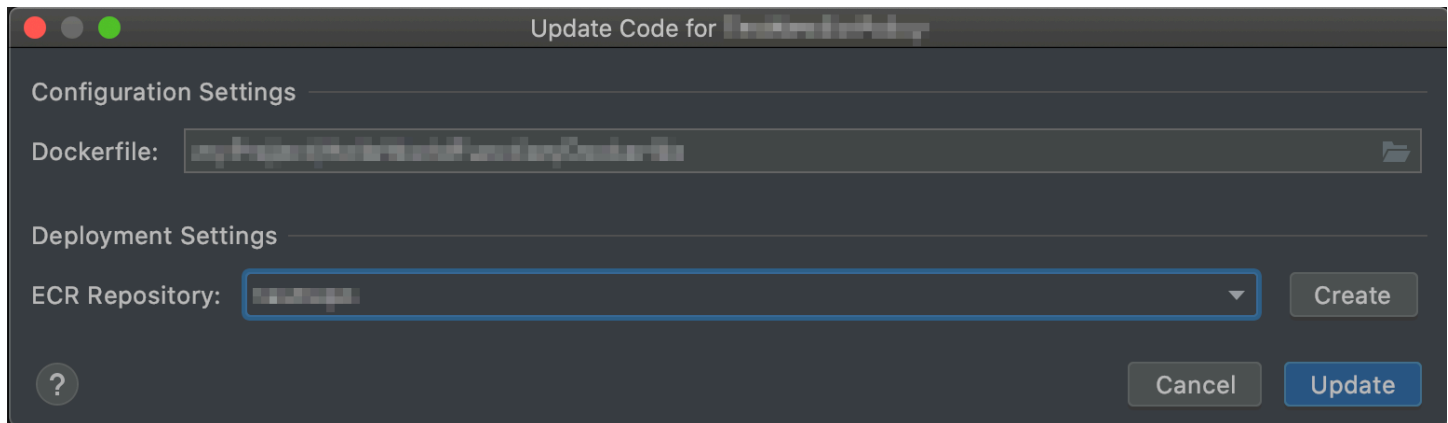 Update Code for
Configuration Settings
Dockerfile:
Deployment Settings
ECR Repository:
Create
?
Cancel
Update